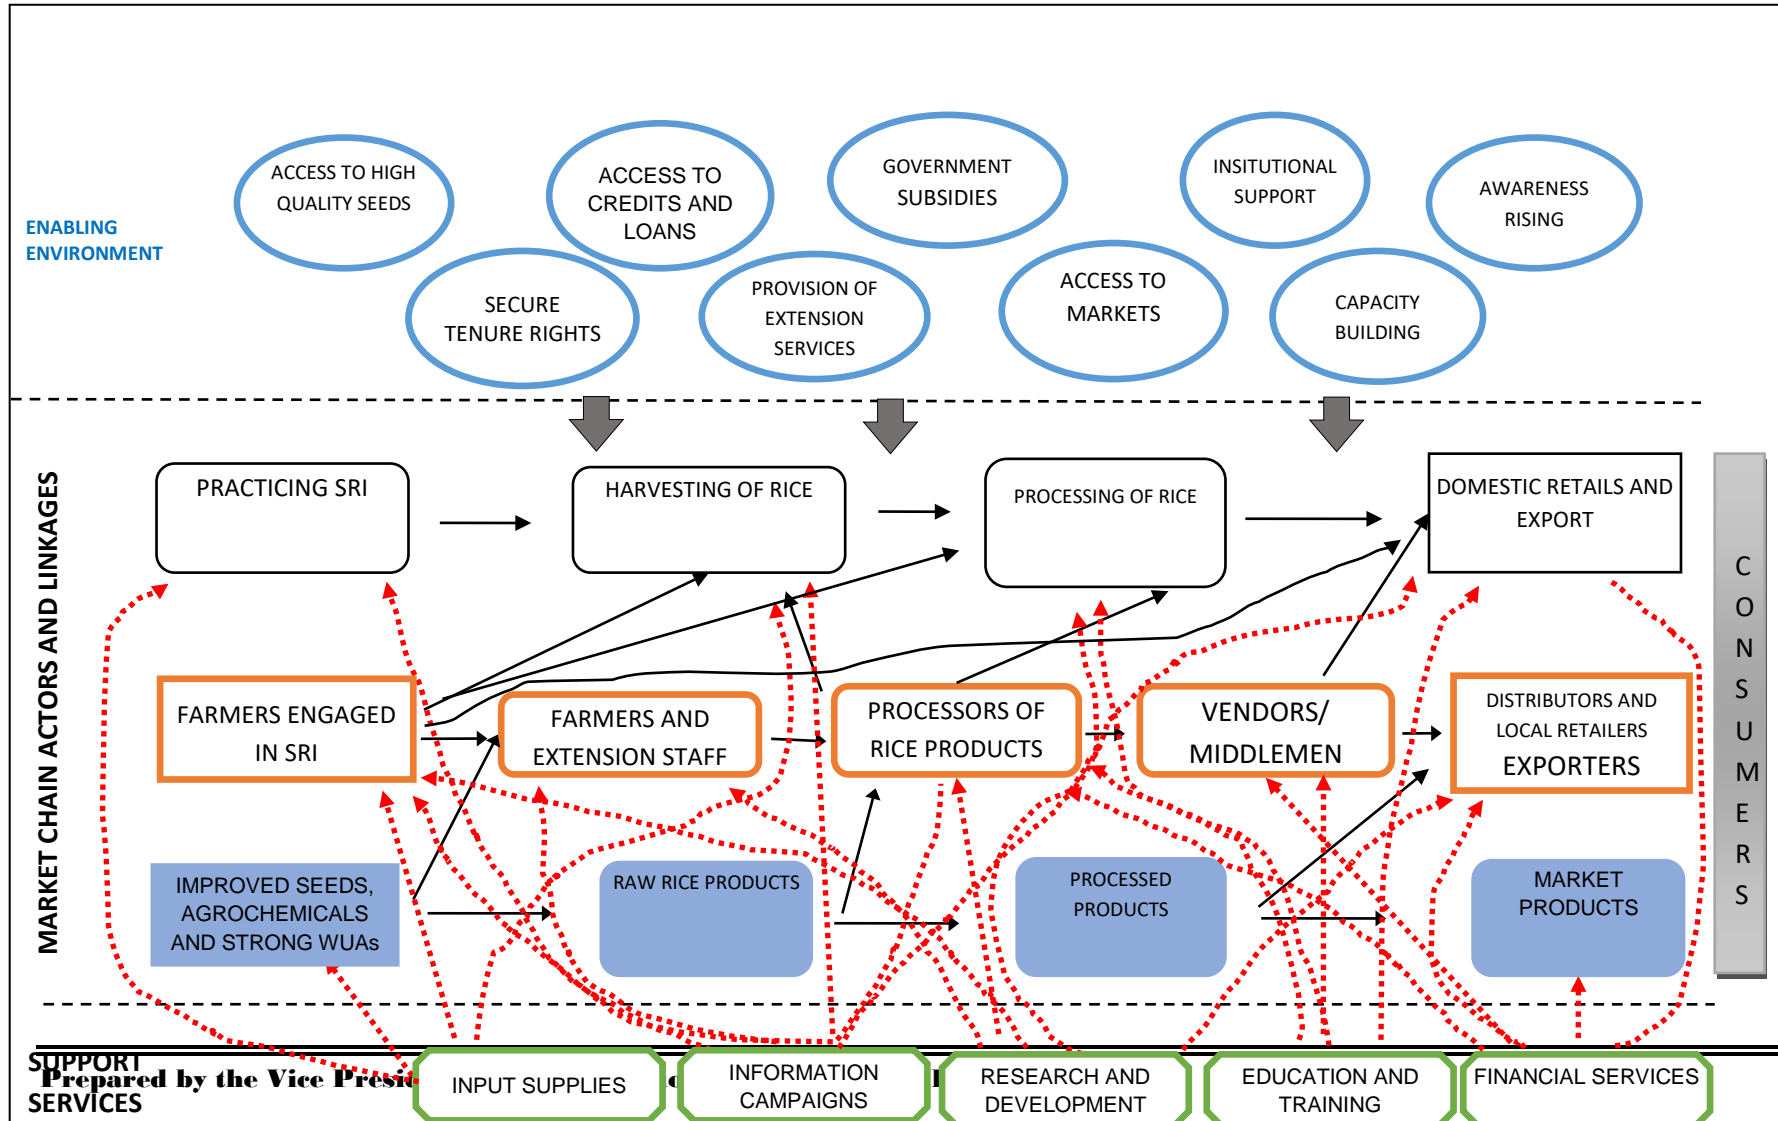 ACCESS TO HIGH
QUALITY SEEDS
ACCESS TO
CREDITS AND
LOANS
GOVERNMENT
SUBSIDIES
INSITUTIONAL
SUPPORT
AWARENESS
RISING
ENABLING
ENVIRONMENT
SECURE
TENURE RIGHTS
PROVISION OF
EXTENSION
SERVICES
ACCESS TO
MARKETS
CAPACITY
BUILDING
MARKET CHAIN ACTORS AND LINKAGES
PRACTICING SRI
HARVESTING OF RICE
PROCESSING OF RICE
DOMESTIC RETAILS AND
EXPORT
CONSUMERS
FARMERS ENGAGED
IN SRI
FARMERS AND
EXTENSION STAFF
PROCESSORS OF
RICE PRODUCTS
VENDORS/
MIDDLEMEN
DISTRIBUTORS AND
LOCAL RETAILERS
EXPORTERS
IMPROVED SEEDS,
AGROCHEMICALS
AND STRONG WUAs
RAW RICE PRODUCTS
PROCESSED
PRODUCTS
MARKET
PRODUCTS
SUPPORT
SERVICES
Prepared by the Vice
INPUT SUPPLIES
INFORMATION
CAMPAIGNS
RESEARCH AND
DEVELOPMENT
EDUCATION AND
TRAINING
FINANCIAL SERVICES